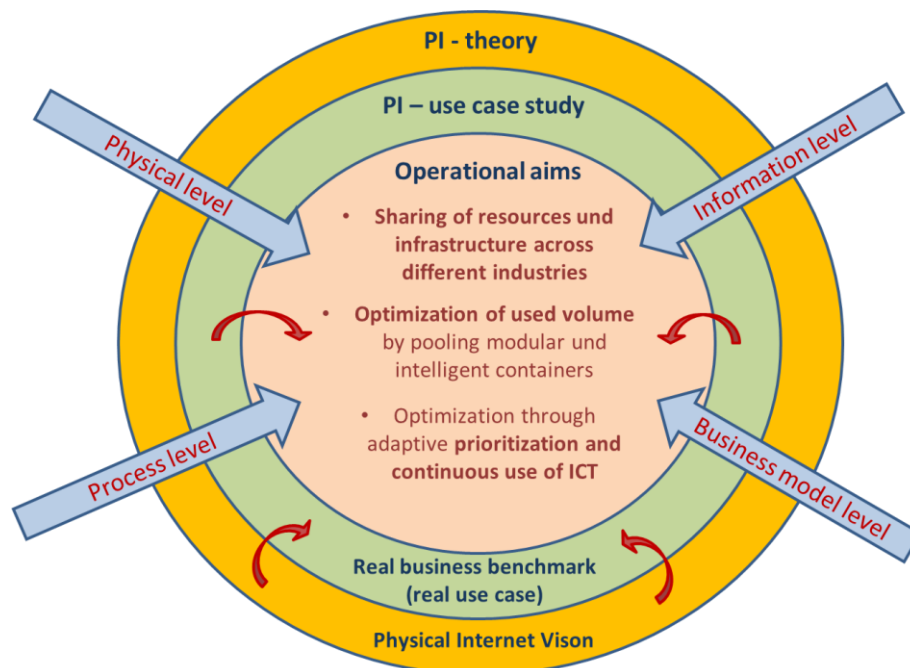 PI - theory
PI – use case study
Physical level
Information level
Operational aims
• Sharing of resources und
infrastructure across
different industries
• Optimization of used volume
by pooling modular und
intelligent containers
• Optimization through
adaptive prioritization and
continuous use of ICT
Process level
Business model level
Real business benchmark
(real use case)
Physical Internet Vison